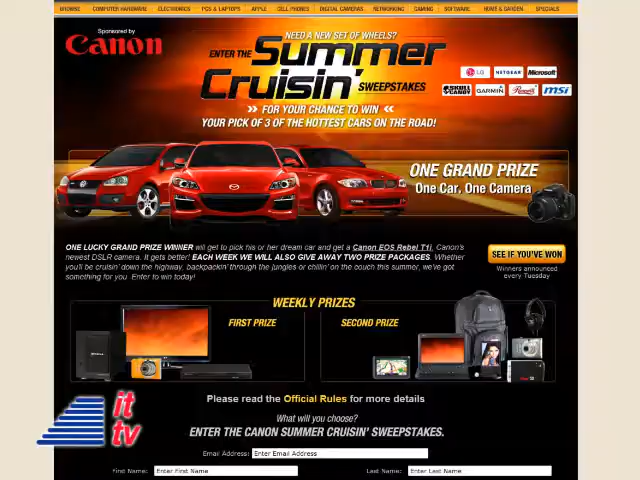 BROWSE COMPUTER HARDWARE ELECTRONICS PCS & LAPTOPS APPLE CELL PHONES DIGITAL CAMERAS NETWORKING GAMING SOFTWARE HOME & GARDEN SPECIALS
Sponsored by
Canon
NEED A NEW SET OF WHEELS?
ENTER THE Summer
Cruisin' SWEEPSTAKES
LG NETGEAR Microsoft
SKULL CANDY GARMIN msi
FOR YOUR CHANCE TO WIN
YOUR PICK OF 3 OF THE HOTTEST CARS ON THE ROAD!
ONE GRAND PRIZE
One Car, One Camera
ONE LUCKY GRAND PRIZE WINNER will get to pick his or her dream car and get a Canon EOS Rebel T1i, Canon's
newest DSLR camera. It gets better! EACH WEEK WE WILL ALSO GIVE AWAY TWO PRIZE PACKAGES. Whether
you'll be cruisin' down the highway, backpackin' through the jungles or chillin' on the couch this summer, we've got
something for you. Enter to win today!
SEE IF YOU'VE WON
Winners announced
every Tuesday
WEEKLY PRIZES
FIRST PRIZE
SECOND PRIZE
Please read the Official Rules for more details
What will you choose?
ENTER THE CANON SUMMER CRUISIN' SWEEPSTAKES.
it
tv
Email Address: Enter Email Address
First Name: Enter First Name Last Name: Enter Last Name